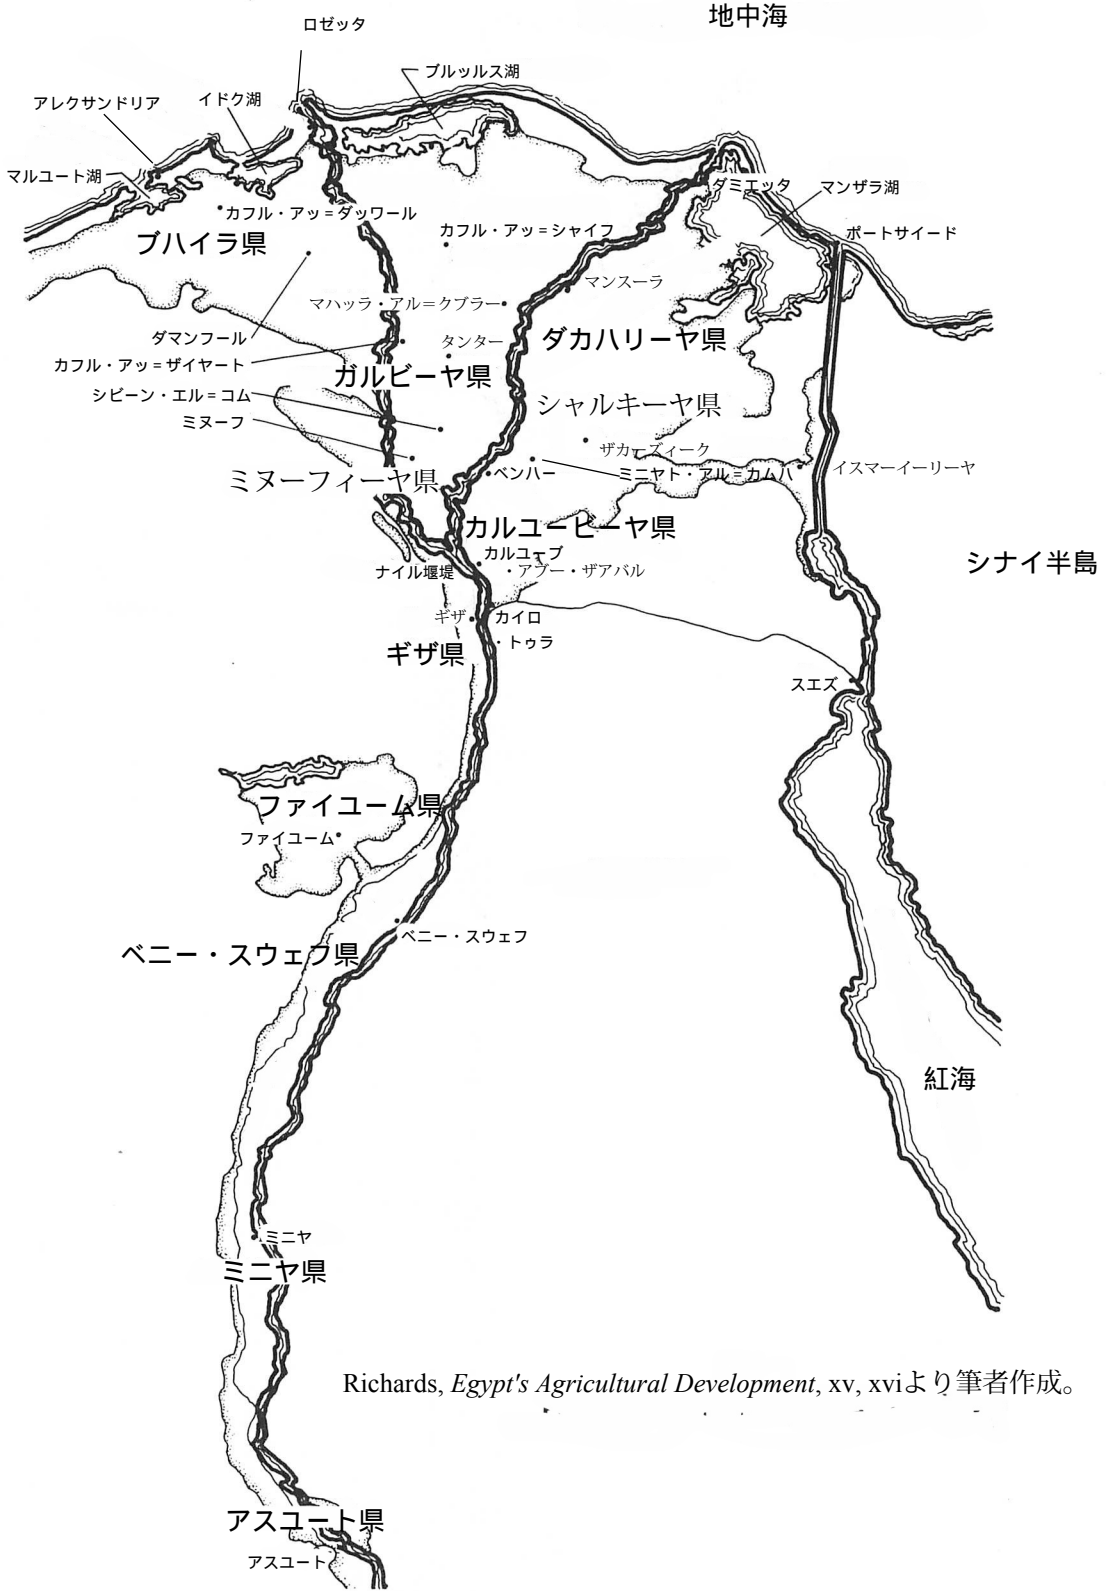 地中海
ロゼッタ
ブルッルス湖
アレクサンドリア
イドク湖
マルユート湖
ダミエッタ
マンザラ湖
カフル・アッ=ダッワール
カフル・アッ=シャイフ
ポートサイード
ブハイラ県
マンスーラ
マハッラ・アル＝クブラー
ダマンフール
タンター
ダカハリーヤ県
カフル・アッ=ザイヤート
ガルビーヤ県
シビーン・エル=コム
シャルキーヤ県
ミヌーフ
ザカーズィーク
ミヌーフィーヤ県
ベンハー
ミニヤト・アル=カムハ
イスマーイーリーヤ
カルユービーヤ県
カルユーブ
シナイ半島
ナイル堰堤
アブー・ザアバル
ギザ
カイロ
トゥラ
ギザ県
スエズ
ファイユーム県
ファイユーム
ベニー・スウェフ
ベニー・スウェフ県
紅海
ミニヤ
ミニヤ県
Richards, Egypt's Agricultural Development, xv, xviより筆者作成。
アスユート県
アスユート